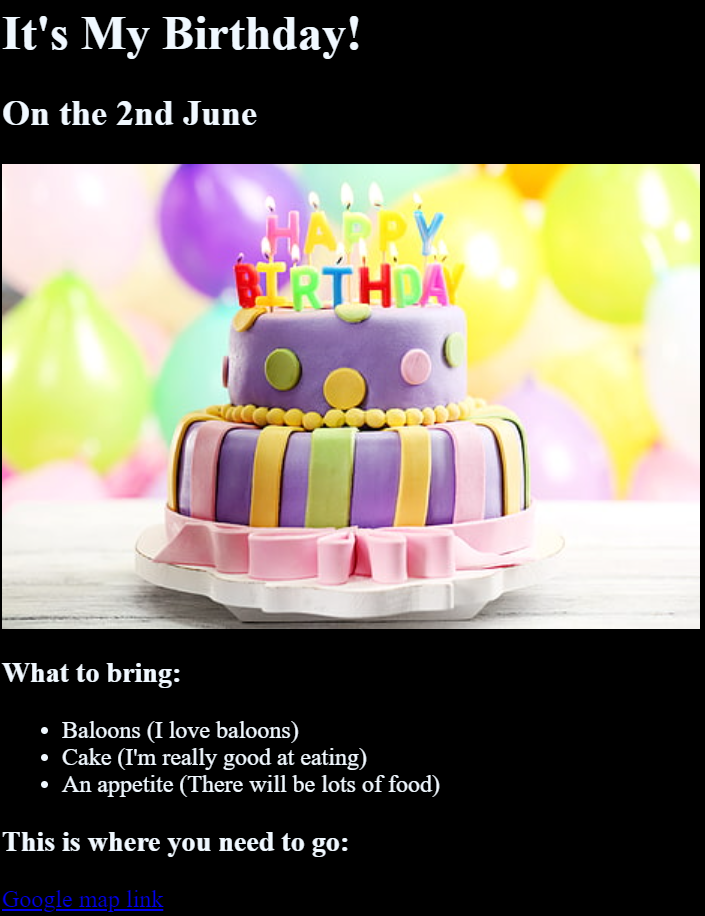 It's My Birthday!
On the 2nd June
HAPPY
BIRTHDAY
What to bring:
Baloons (I love baloons)
Cake (I'm really good at eating)
An appetite (There will be lots of food)
This is where you need to go:
Google map link